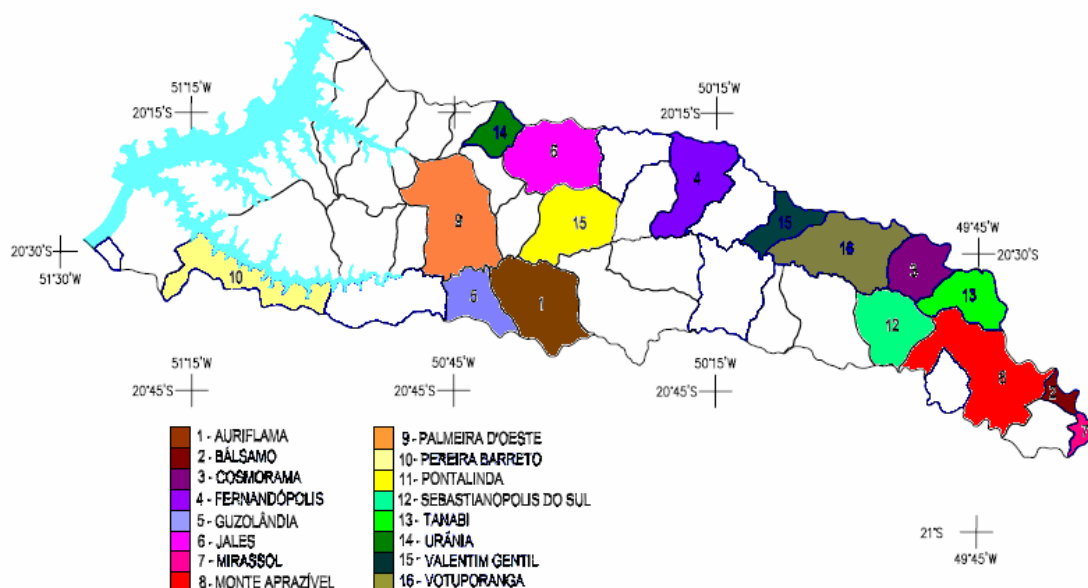 51°15'W
20°15'S
50°15'W
20°15'S
14
6
4
9
15
15
16
49°45'W
20°30'S
51°30'W
20°30'S
10
3
13
6
1
12
8
2
7
51°15'W
20°45'S
50°45'W
20°45'S
50°15'W
20°45'S
1 - AURIFLAMA
2 - BÁLSAMO
3 - COSMORAMA
4 - FERNANDÓPOLIS
5 - GUZOLÂNDIA
6 - JALES
7 - MIRASSOL
8 - MONTE APRAZÍVEL
9 - PALMEIRA D'OESTE
10 - PEREIRA BARRETO
11 - PONTALINDA
12 - SEBASTIANOPOLIS DO SUL
13 - TANABI
14 - URÂNIA
15 - VALENTIM GENTIL
16 - VOTUPORANGA
21°S
49°45'W